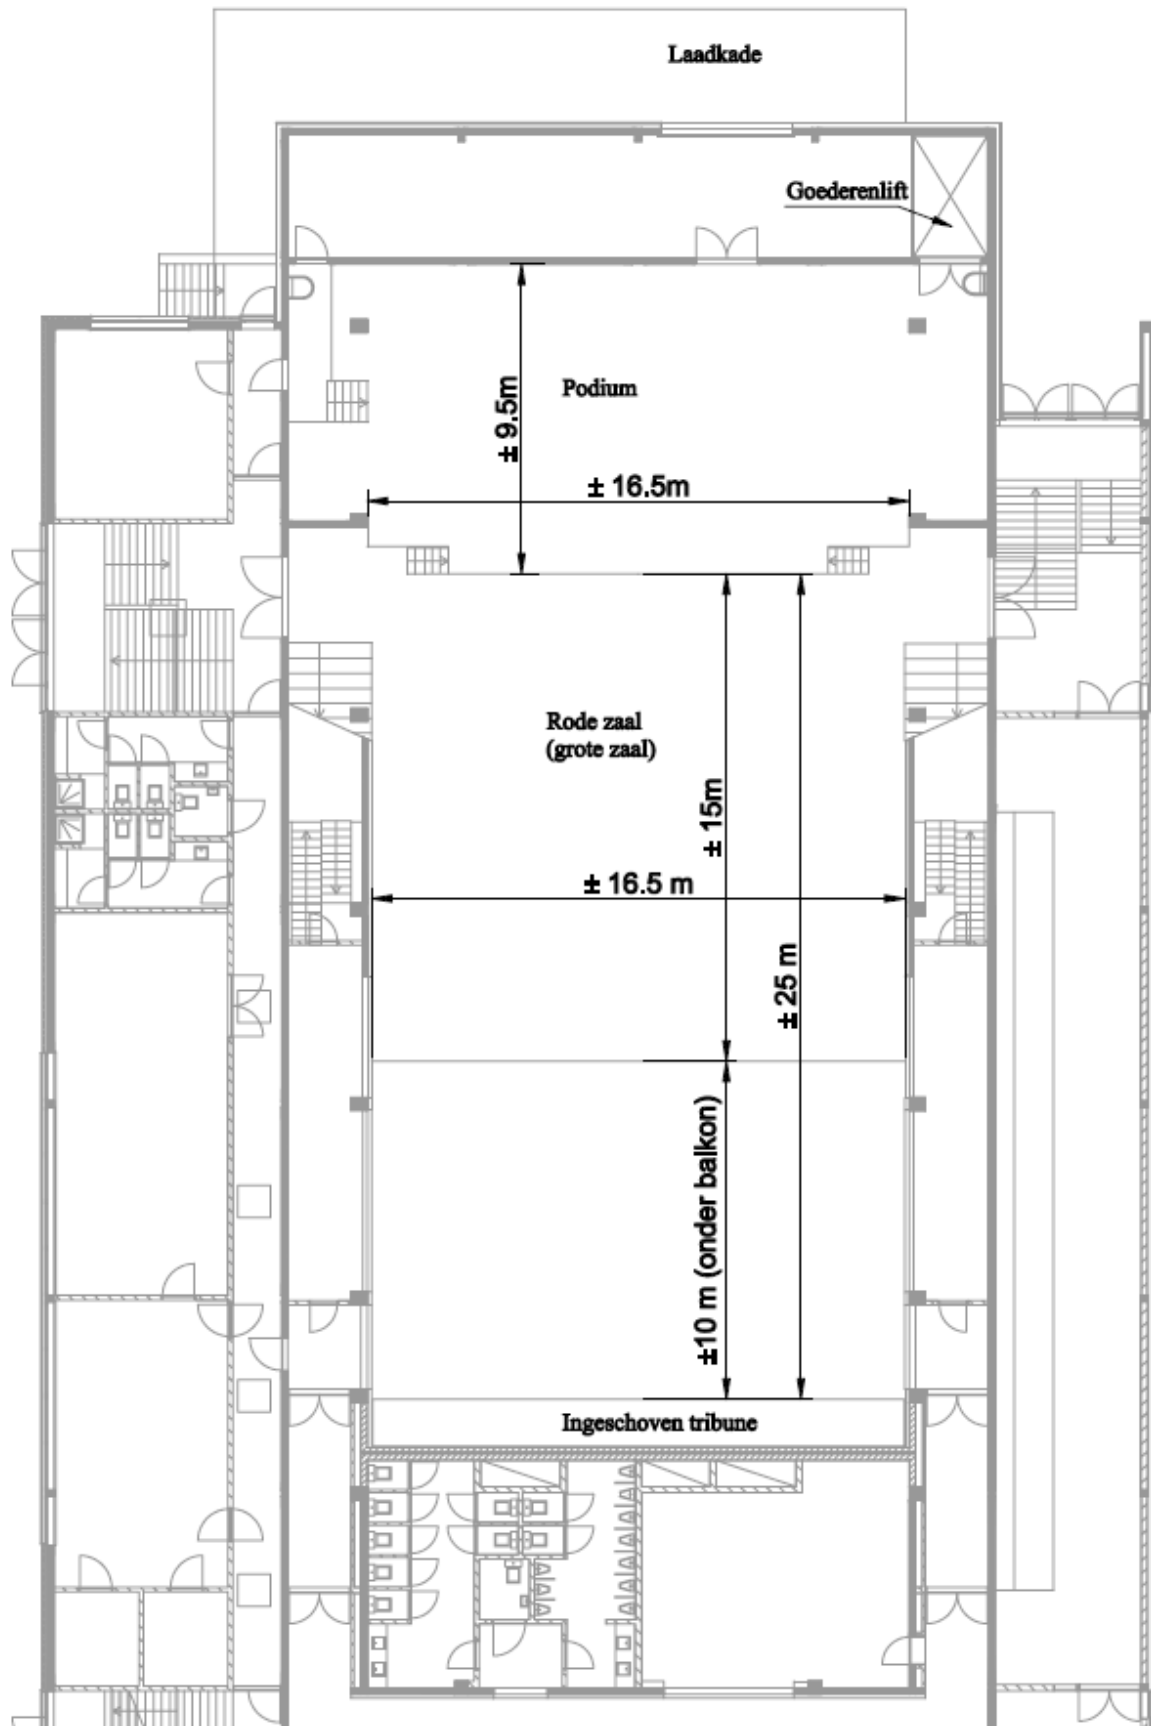 Laadkade
Goederenlift
± 9.5m
Podium
± 16.5m
Rode zaal
(grote zaal)
± 15m
± 16.5 m
± 25 m
±10 m (onder balkon)
Ingeschoven tribune